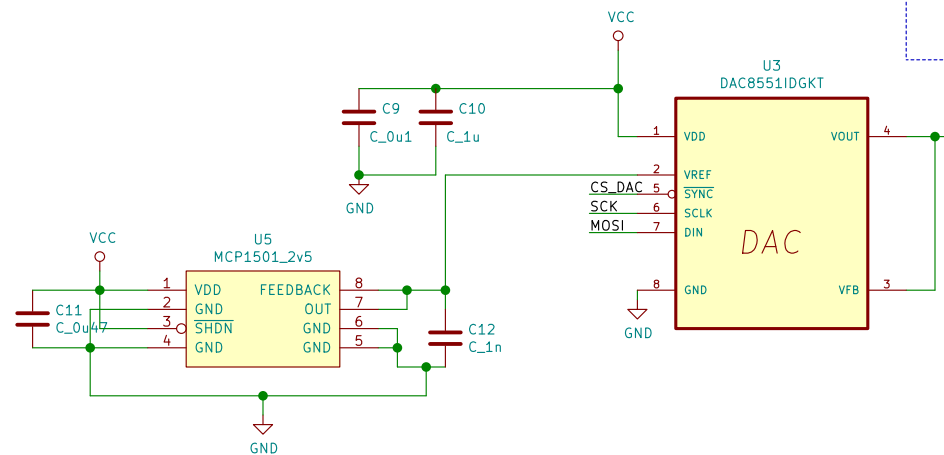 VCC
U3
DAC8551IDGKT
C9
C_0u1
C10
C_1u
GND
1 VDD
2 VREF
CS_DAC 5 SYNC
SCK 6 SCLK
MOSI 7 DIN
8 GND
VOUT 4
VFB 3
DAC
GND
VCC
U5
MCP1501_2v5
C11
C_0u47
1 VDD
2 GND
3 SHDN
4 GND
FEEDBACK 8
OUT 7
GND 6
GND 5
C12
C_1n
GND